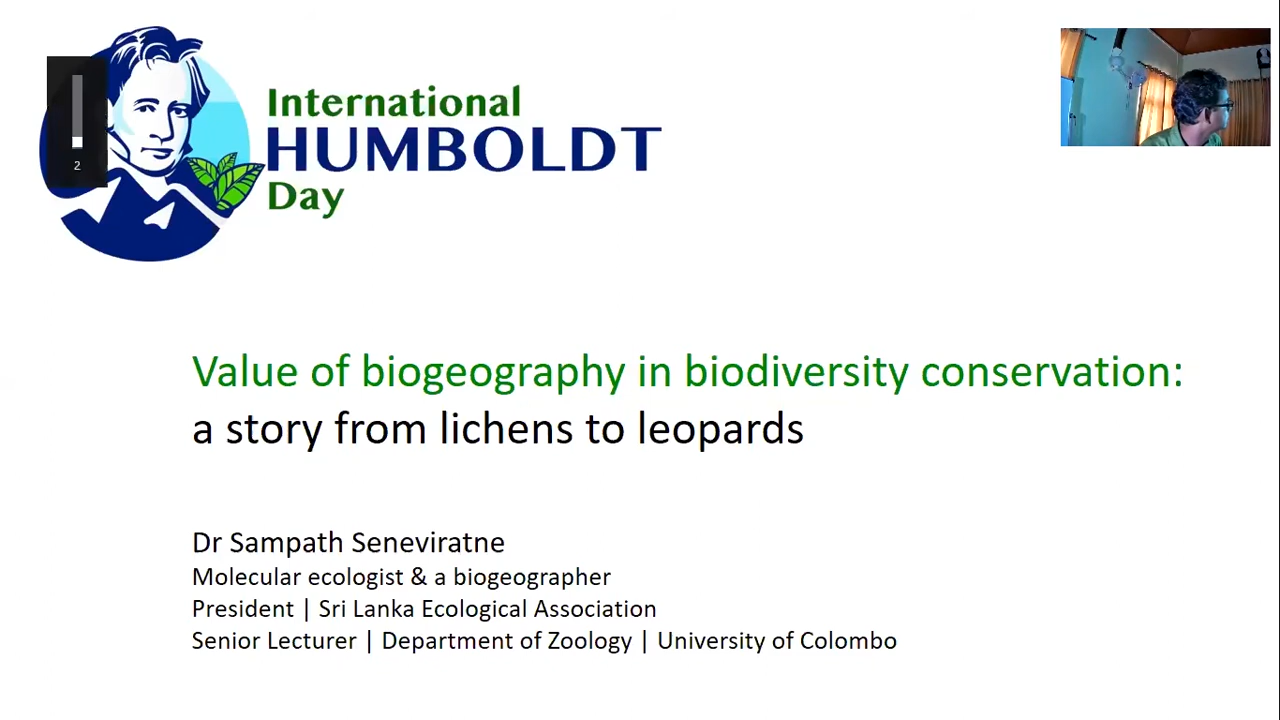 International
HUMBOLDT
Day
2
Value of biogeography in biodiversity conservation:
a story from lichens to leopards
Dr Sampath Seneviratne
Molecular ecologist & a biogeographer
President | Sri Lanka Ecological Association
Senior Lecturer | Department of Zoology | University of Colombo